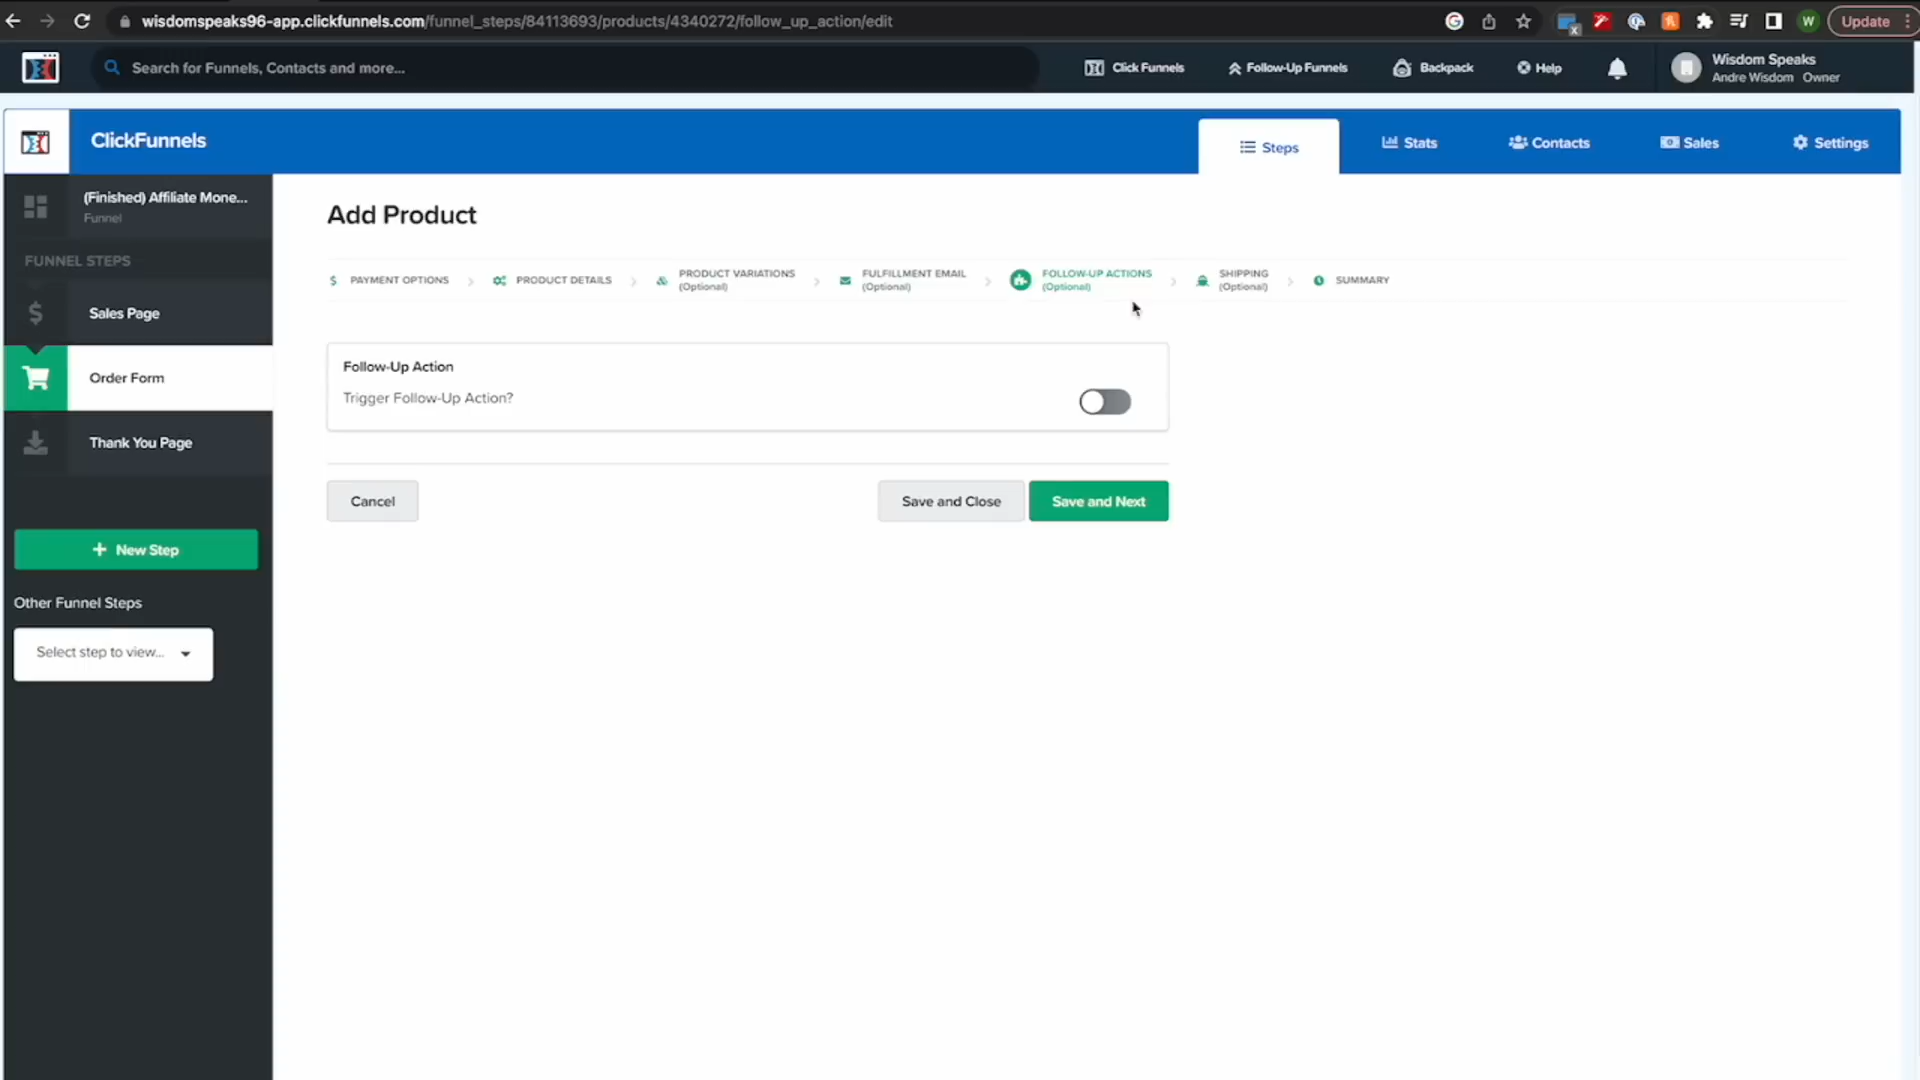 wisdomspeaks96-app.clickfunnels.com/funnel_steps/84113693/products/4340272/follow_up_action/edit
W
Update
Search for Funnels, Contacts and more...
Click Funnels
Follow-Up Funnels
Backpack
Help
Wisdom Speaks
Andre Wisdom Owner
ClickFunnels
Steps
Stats
Contacts
Sales
Settings
(Finished) Affiliate Mone...
Funnel
FUNNEL STEPS
Sales Page
Order Form
Thank You Page
+ New Step
Other Funnel Steps
Select step to view...
Add Product
PAYMENT OPTIONS
PRODUCT DETAILS
PRODUCT VARIATIONS
(Optional)
FULFILLMENT EMAIL
(Optional)
FOLLOW-UP ACTIONS
(Optional)
SHIPPING
(Optional)
SUMMARY
Follow-Up Action
Trigger Follow-Up Action?
Cancel
Save and Close
Save and Next